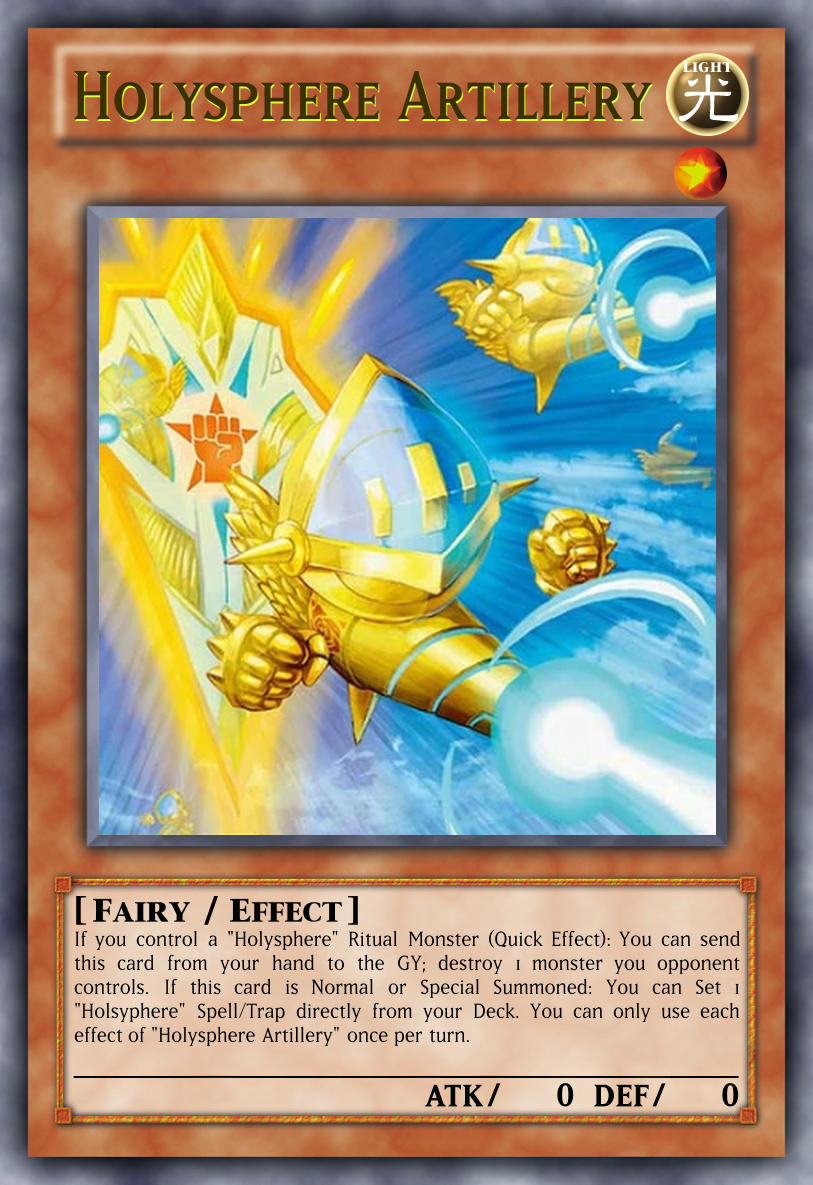 Holysphere Artillery
LIGHT
光
[ Fairy / Effect ]
If you control a "Holysphere" Ritual Monster (Quick Effect): You can send
this card from your hand to the GY; destroy 1 monster you opponent
controls. If this card is Normal or Special Summoned: You can Set 1
"Holsyphere" Spell/Trap directly from your Deck. You can only use each
effect of "Holysphere Artillery" once per turn.
ATK/ 0 DEF/ 0